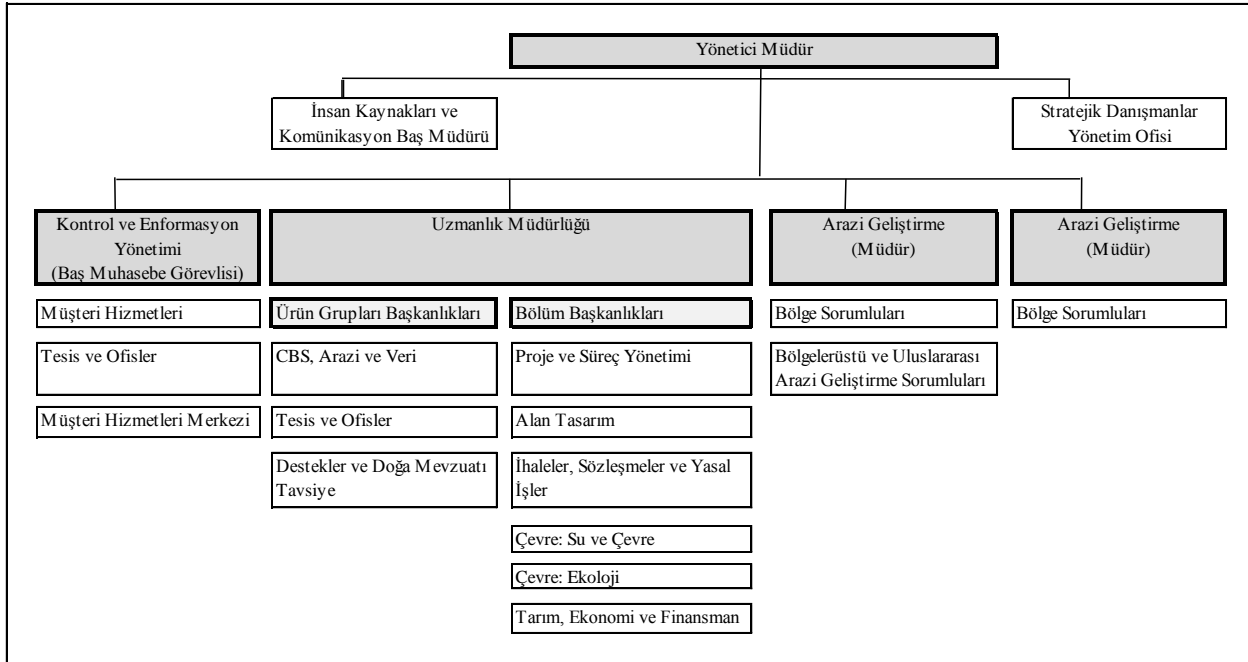 Yönetici Müdür
İnsan Kaynakları ve
Komünikasyon Baş Müdürü
Stratejik Danışmanlar
Yönetim Ofisi
Kontrol ve Enformasyon
Yönetimi
(Baş Muhasebe Görevlisi)
Uzmanlık Müdürlüğü
Arazi Geliştirme
(Müdür)
Arazi Geliştirme
(Müdür)
Müşteri Hizmetleri
Tesis ve Ofisler
Müşteri Hizmetleri Merkezi
Ürün Grupları Başkanlıkları
CBS, Arazi ve Veri
Tesis ve Ofisler
Destekler ve Doğa Mevzuatı
Tavsiye
Bölüm Başkanlıkları
Proje ve Süreç Yönetimi
Alan Tasarım
İhaleler, Sözleşmeler ve Yasal
İşler
Çevre: Su ve Çevre
Çevre: Ekoloji
Tarım, Ekonomi ve Finansman
Bölge Sorumluları
Bölgelerüstü ve Uluslararası
Arazi Geliştirme Sorumluları
Bölge Sorumluları